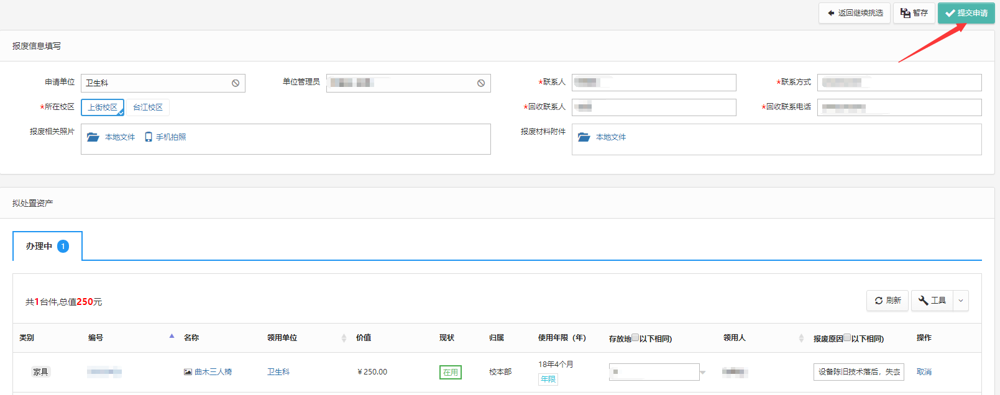 返回继续挑选 暂存 提交申请
报废信息填写
申请单位 卫生科 单位管理员 *联系人 *联系方式
*所在校区 上街校区 台江校区 *回收联系人 *回收联系电话
报废相关照片 本地文件 手机拍照 报废材料附件 本地文件
拟处置资产
办理中 1
共1台件,总值250元 刷新 工具
类别 编号 名称 领用单位 价值 现状 归属 使用年限（年） 存放地 以下相同) 领用人 报废原因 以下相同) 操作
家具 曲木三人椅 卫生科 ￥250.00 在用 校本部 18年4个月 设备陈旧技术落后，失去 取消
年限